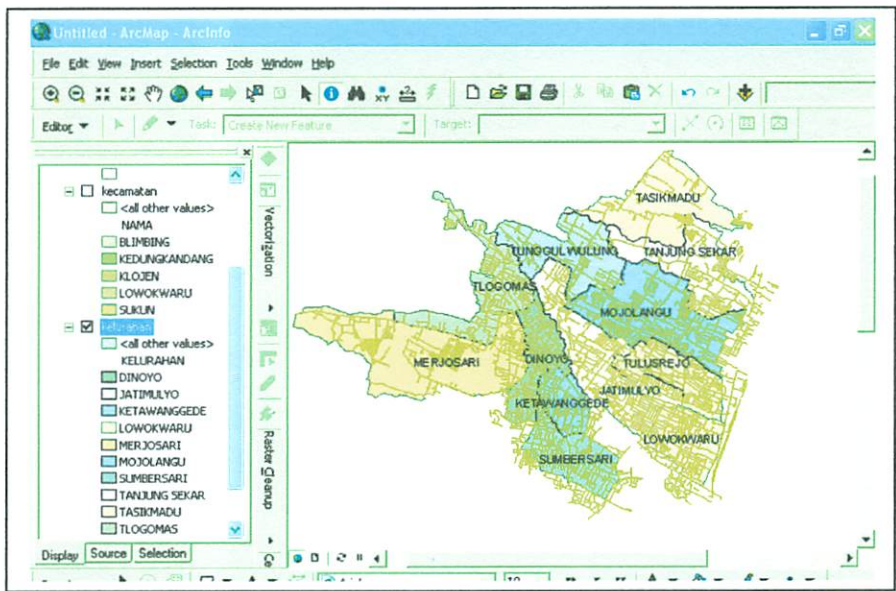 Untitled - ArcMap - ArcInfo
File Edit View Insert Selection Tools Window Help
Editor Task: Create New Feature Target:
kecamatan
<all other values>
NAMA
BLIMBING
KEDUNGKANDANG
KLOJEN
LOWOKWARU
SUKUN
kelurahan
<all other values>
KELURAHAN
DINOYO
JATIMULYO
KETAWANGGEDE
LOWOKWARU
MERJOSARI
MOJOLANGU
SUMBERSARI
TANJUNG SEKAR
TASIKMADU
TLOGOMAS
Display Source Selection
Vectorization
Raster Cleanup
TASIKMADU
TUNGGULWULUNG
TANJUNG SEKAR
TLOGOMAS
MOJOLANGU
MERJOSARI
DINOYO
TULUSREJO
JATIMULYO
KETAWANGGEDE
LOWOKWARU
SUMBERSARI